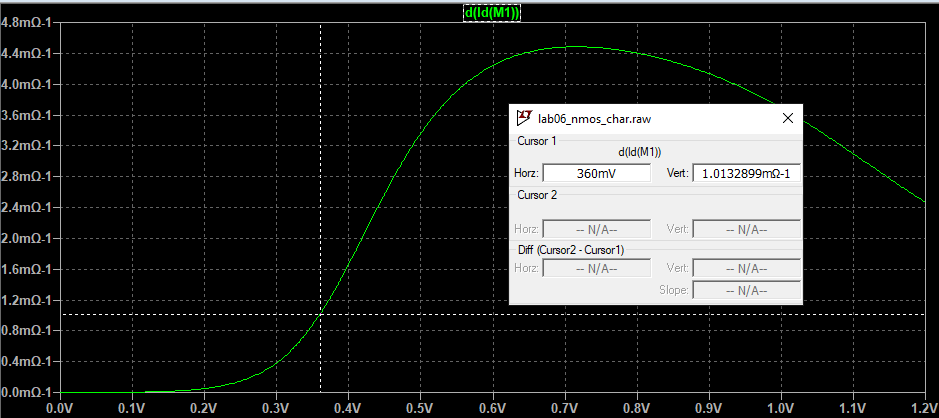 d(Id(M1))
4.8mΩ-1
4.4mΩ-1
4.0mΩ-1
3.6mΩ-1
3.2mΩ-1
2.8mΩ-1
2.4mΩ-1
2.0mΩ-1
1.6mΩ-1
1.2mΩ-1
0.8mΩ-1
0.4mΩ-1
0.0mΩ-1
0.0V 0.1V 0.2V 0.3V 0.4V 0.5V 0.6V 0.7V 0.8V 0.9V 1.0V 1.1V 1.2V
lab06_nmos_char.raw
Cursor 1
d(Id(M1))
Horz: 360mV Vert: 1.0132899mΩ-1
Cursor 2
Horz: -- N/A-- Vert: -- N/A--
Diff (Cursor2 - Cursor1)
Horz: -- N/A-- Vert: -- N/A--
Slope: -- N/A--